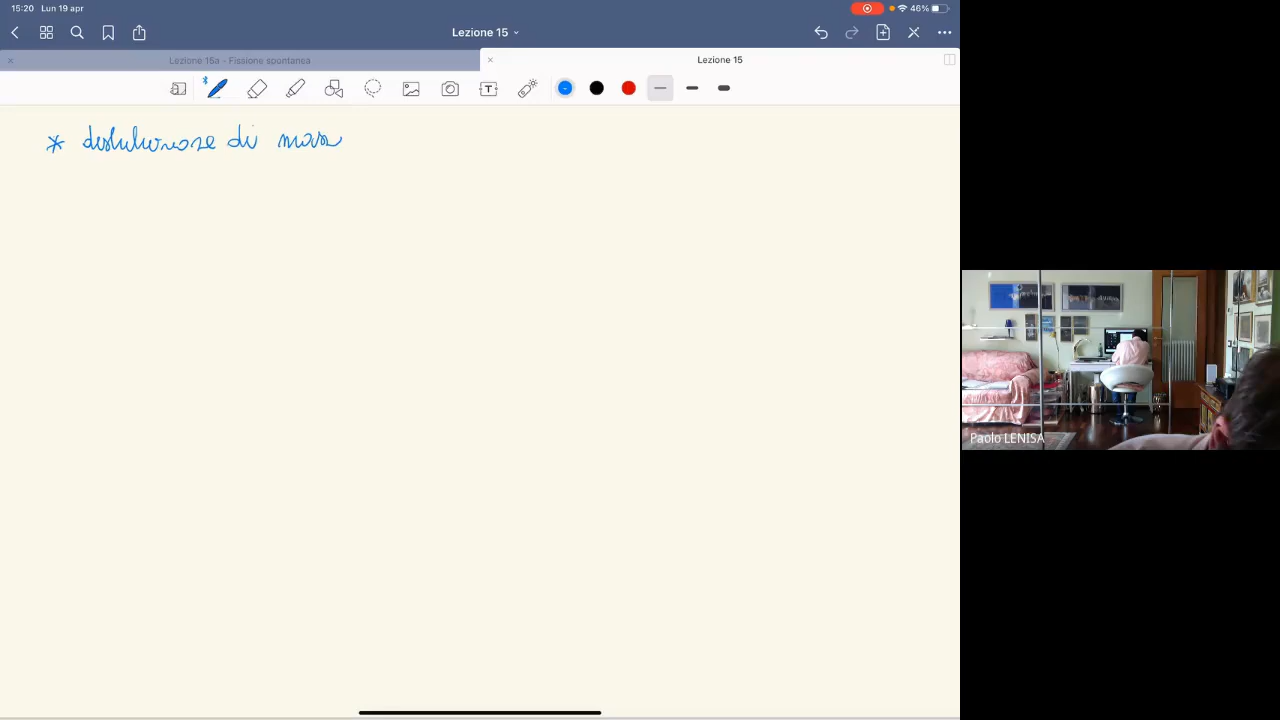 15:20 Lun 19 apr 46%
Lezione 15
Lezione 15a - Fissione spontanea Lezione 15
T
* distribuzione di massa
Paolo LENISA